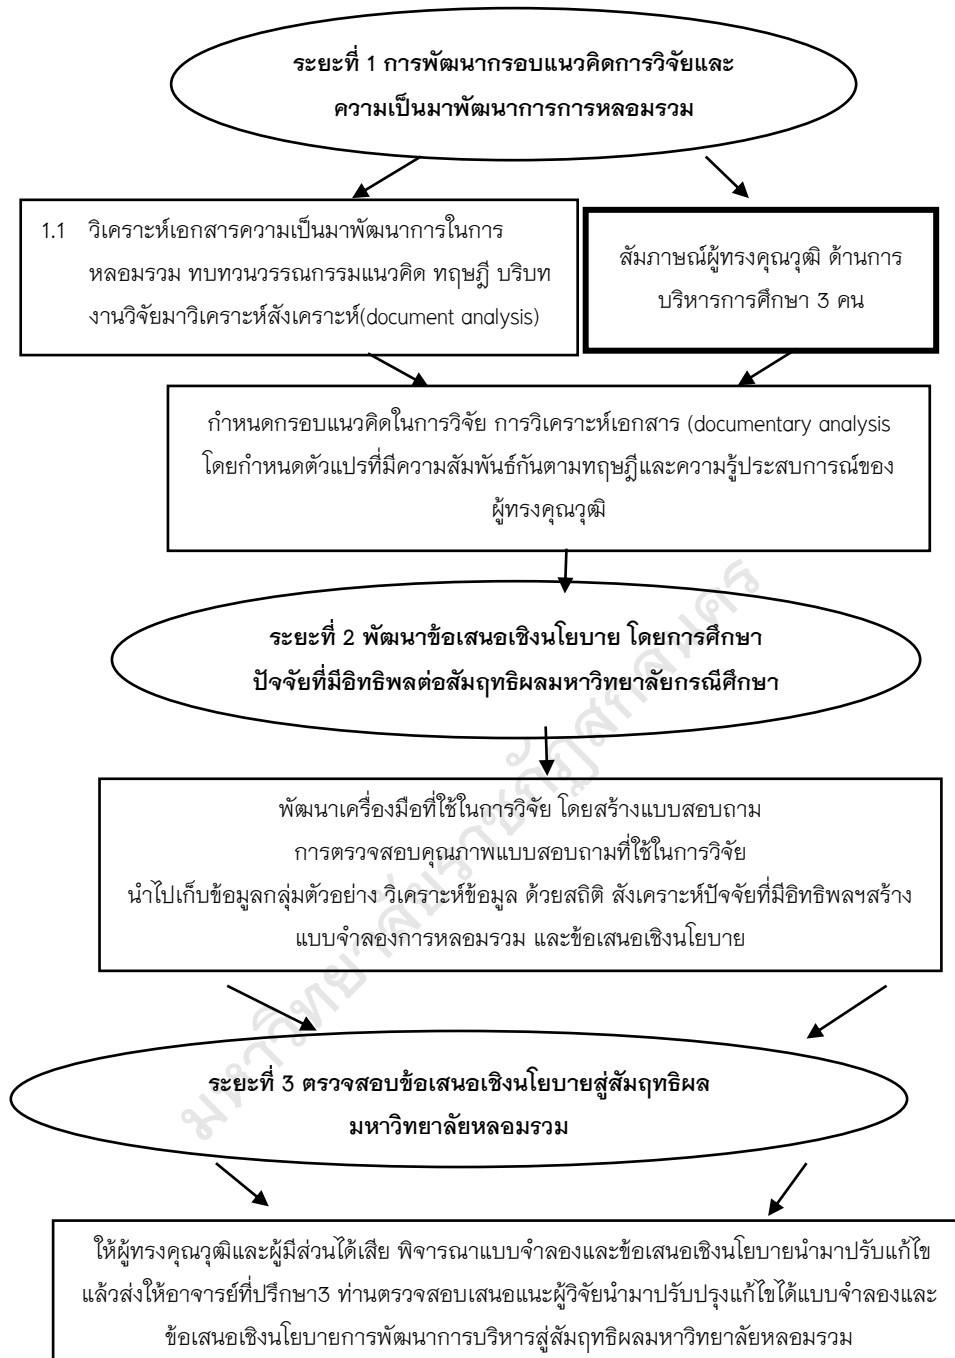 ระยะที่ 1 การพัฒนากรอบแนวคิดการวิจัยและ
ความเป็นมาพัฒนาการการหลอมรวม
1.1 วิเคราะห์เอกสารความเป็นมาพัฒนาการในการ
หลอมรวม ทบทวนวรรณกรรมแนวคิด ทฤษฎี บริบท
งานวิจัยมาวิเคราะห์สังเคราะห์(document analysis)
สัมภาษณ์ผู้ทรงคุณวุฒิ ด้านการ
บริหารการศึกษา 3 คน
กำหนดกรอบแนวคิดในการวิจัย การวิเคราะห์เอกสาร (documentary analysis
โดยกำหนดตัวแปรที่มีความสัมพันธ์กันตามทฤษฎีและความรู้ประสบการณ์ของ
ผู้ทรงคุณวุฒิ
ระยะที่ 2 พัฒนาข้อเสนอเชิงนโยบาย โดยการศึกษา
ปัจจัยที่มีอิทธิพลต่อสัมฤทธิผลมหาวิทยาลัยกรณีศึกษา
พัฒนาเครื่องมือที่ใช้ในการวิจัย โดยสร้างแบบสอบถาม
การตรวจสอบคุณภาพแบบสอบถามที่ใช้ในการวิจัย
นำไปเก็บข้อมูลกลุ่มตัวอย่าง วิเคราะห์ข้อมูล ด้วยสถิติ สังเคราะห์ปัจจัยที่มีอิทธิพลฯสร้าง
แบบจำลองการหลอมรวม และข้อเสนอเชิงนโยบาย
ระยะที่ 3 ตรวจสอบข้อเสนอเชิงนโยบายสู่สัมฤทธิผล
มหาวิทยาลัยหลอมรวม
ให้ผู้ทรงคุณวุฒิและผู้มีส่วนได้เสีย พิจารณาแบบจำลองและข้อเสนอเชิงนโยบายนำมาปรับแก้ไข
แล้วส่งให้อาจารย์ที่ปรึกษา3 ท่านตรวจสอบเสนอแนะผู้วิจัยนำมาปรับปรุงแก้ไขได้แบบจำลองและ
ข้อเสนอเชิงนโยบายการพัฒนาการบริหารสู่สัมฤทธิผลมหาวิทยาลัยหลอมรวม
มหาวิทยาลัยราชภัฏสกลนคร